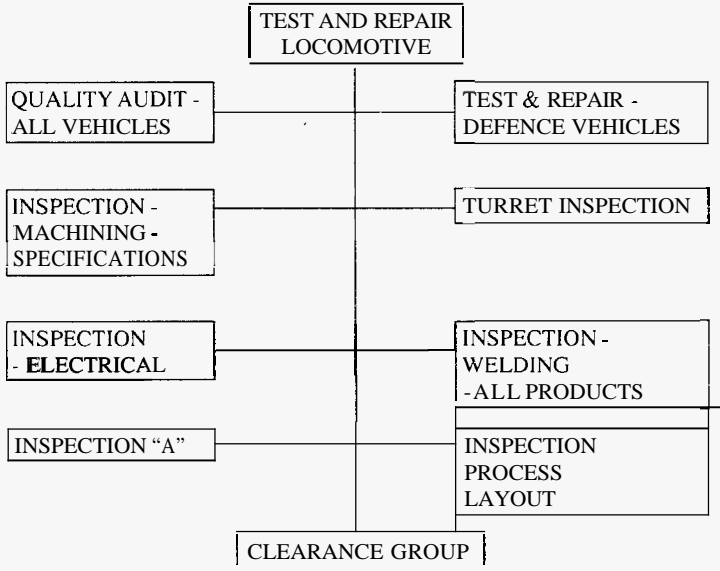 TEST AND REPAIR
LOCOMOTIVE
QUALITY AUDIT -
ALL VEHICLES
TEST & REPAIR -
DEFENCE VEHICLES
INSPECTION -
MACHINING -
SPECIFICATIONS
TURRET INSPECTION
INSPECTION
- ELECTRICAL
INSPECTION -
WELDING
- ALL PRODUCTS
INSPECTION “A”
INSPECTION
PROCESS
LAYOUT
CLEARANCE GROUP